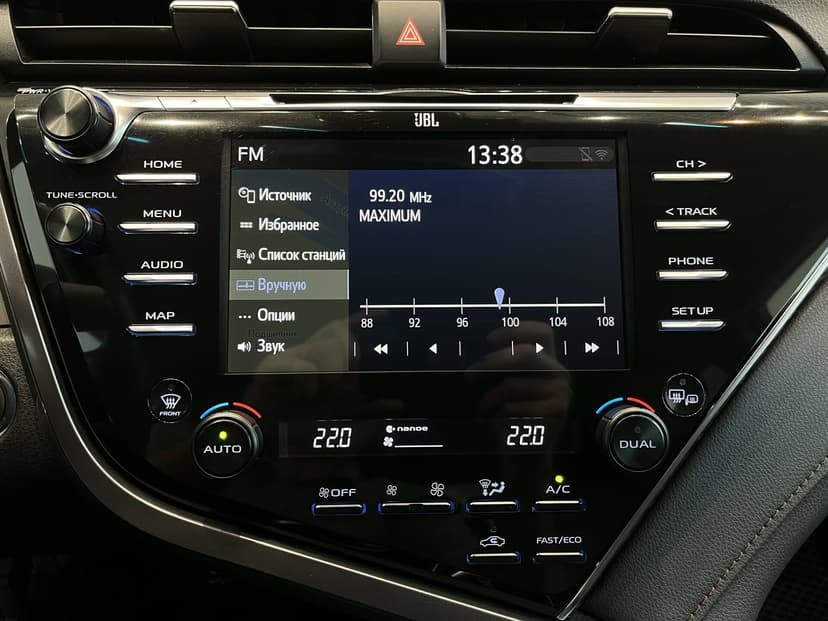 PWR
JBL
FM
13:38
HOME
TUNE•SCROLL
MENU
AUDIO
MAP
CH >
< TRACK
PHONE
SETUP
Источник
Избранное
Список станций
Вручную
Опции
Звук
99.20 MHz
MAXIMUM
88 92 96 100 104 108
FRONT
AUTO
22.0
nanoe
22.0
DUAL
OFF
A/C
FAST/ECO